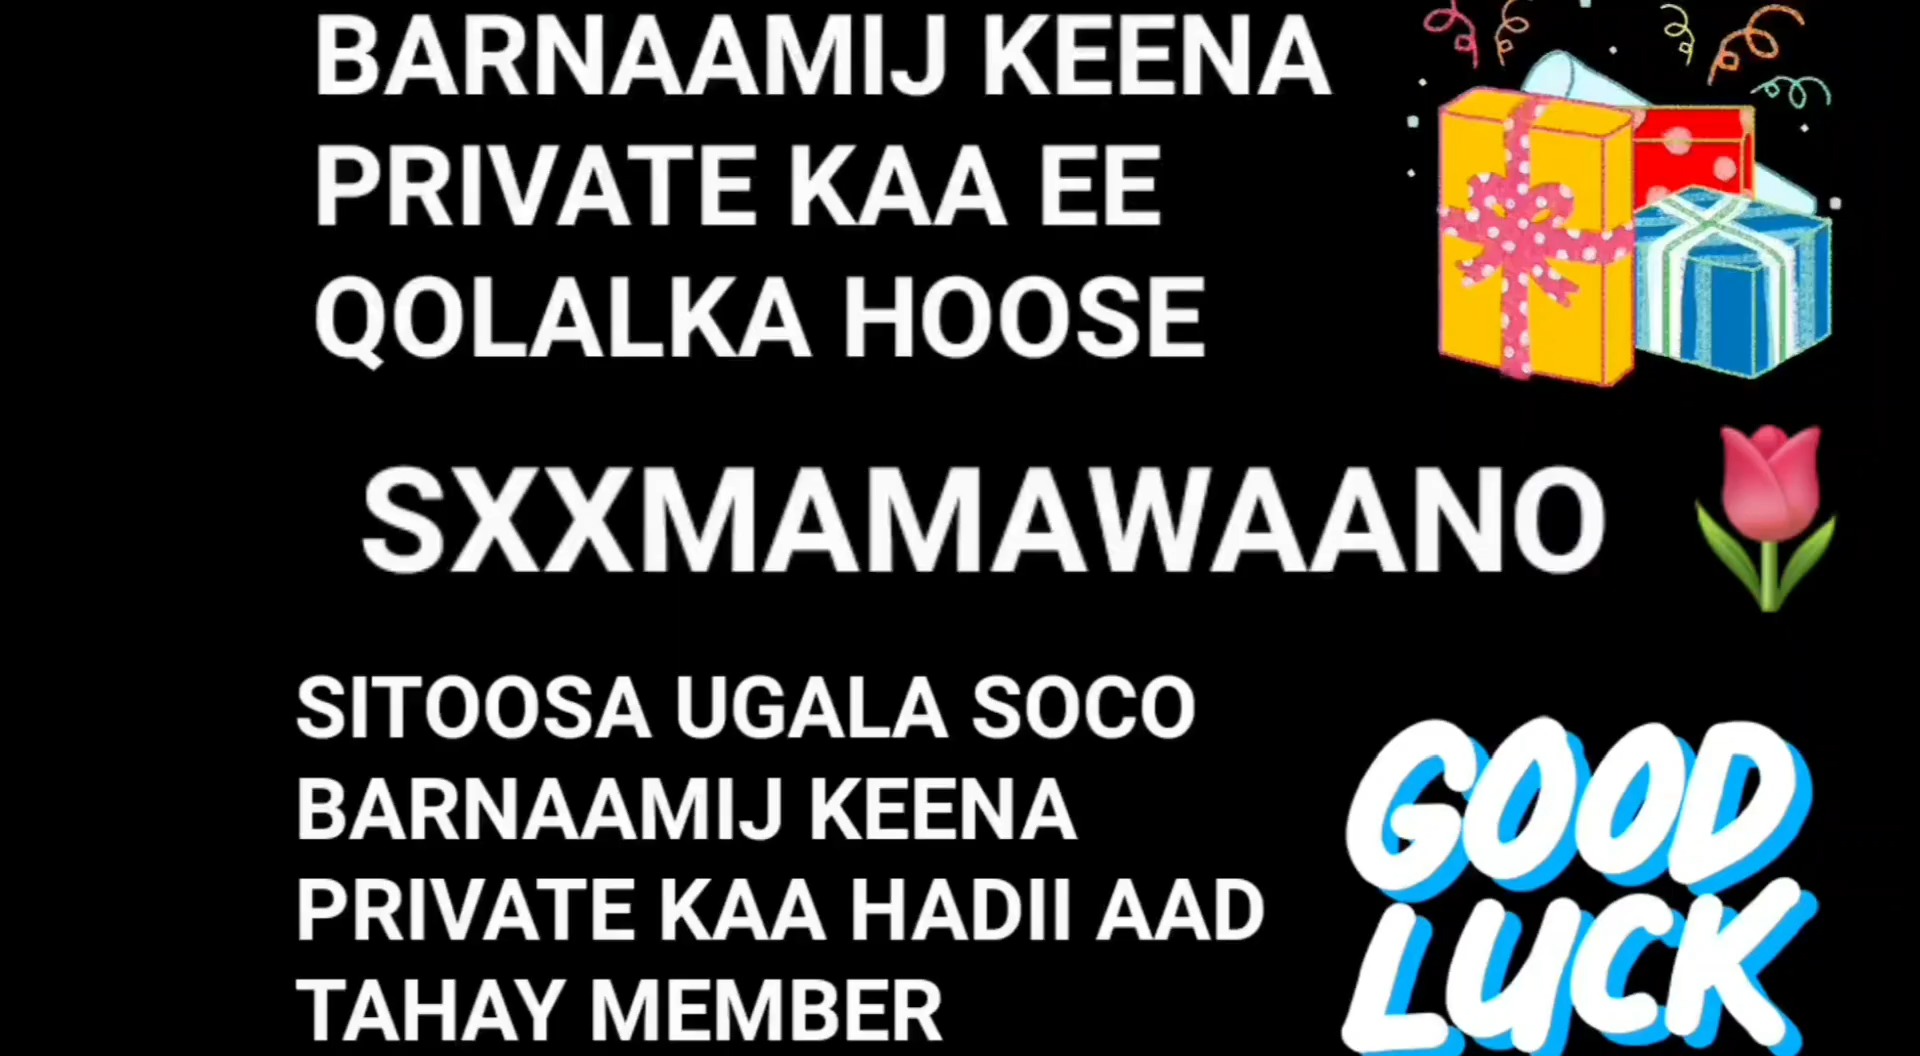 BARNAAMIJ KEENA
PRIVATE KAA EE
QOLALKA HOOSE
SXXMAMAWAANO
SITOOSA UGALA SOCO
BARNAAMIJ KEENA
PRIVATE KAA HADII AAD
TAHAY MEMBER
GOOD
LUCK